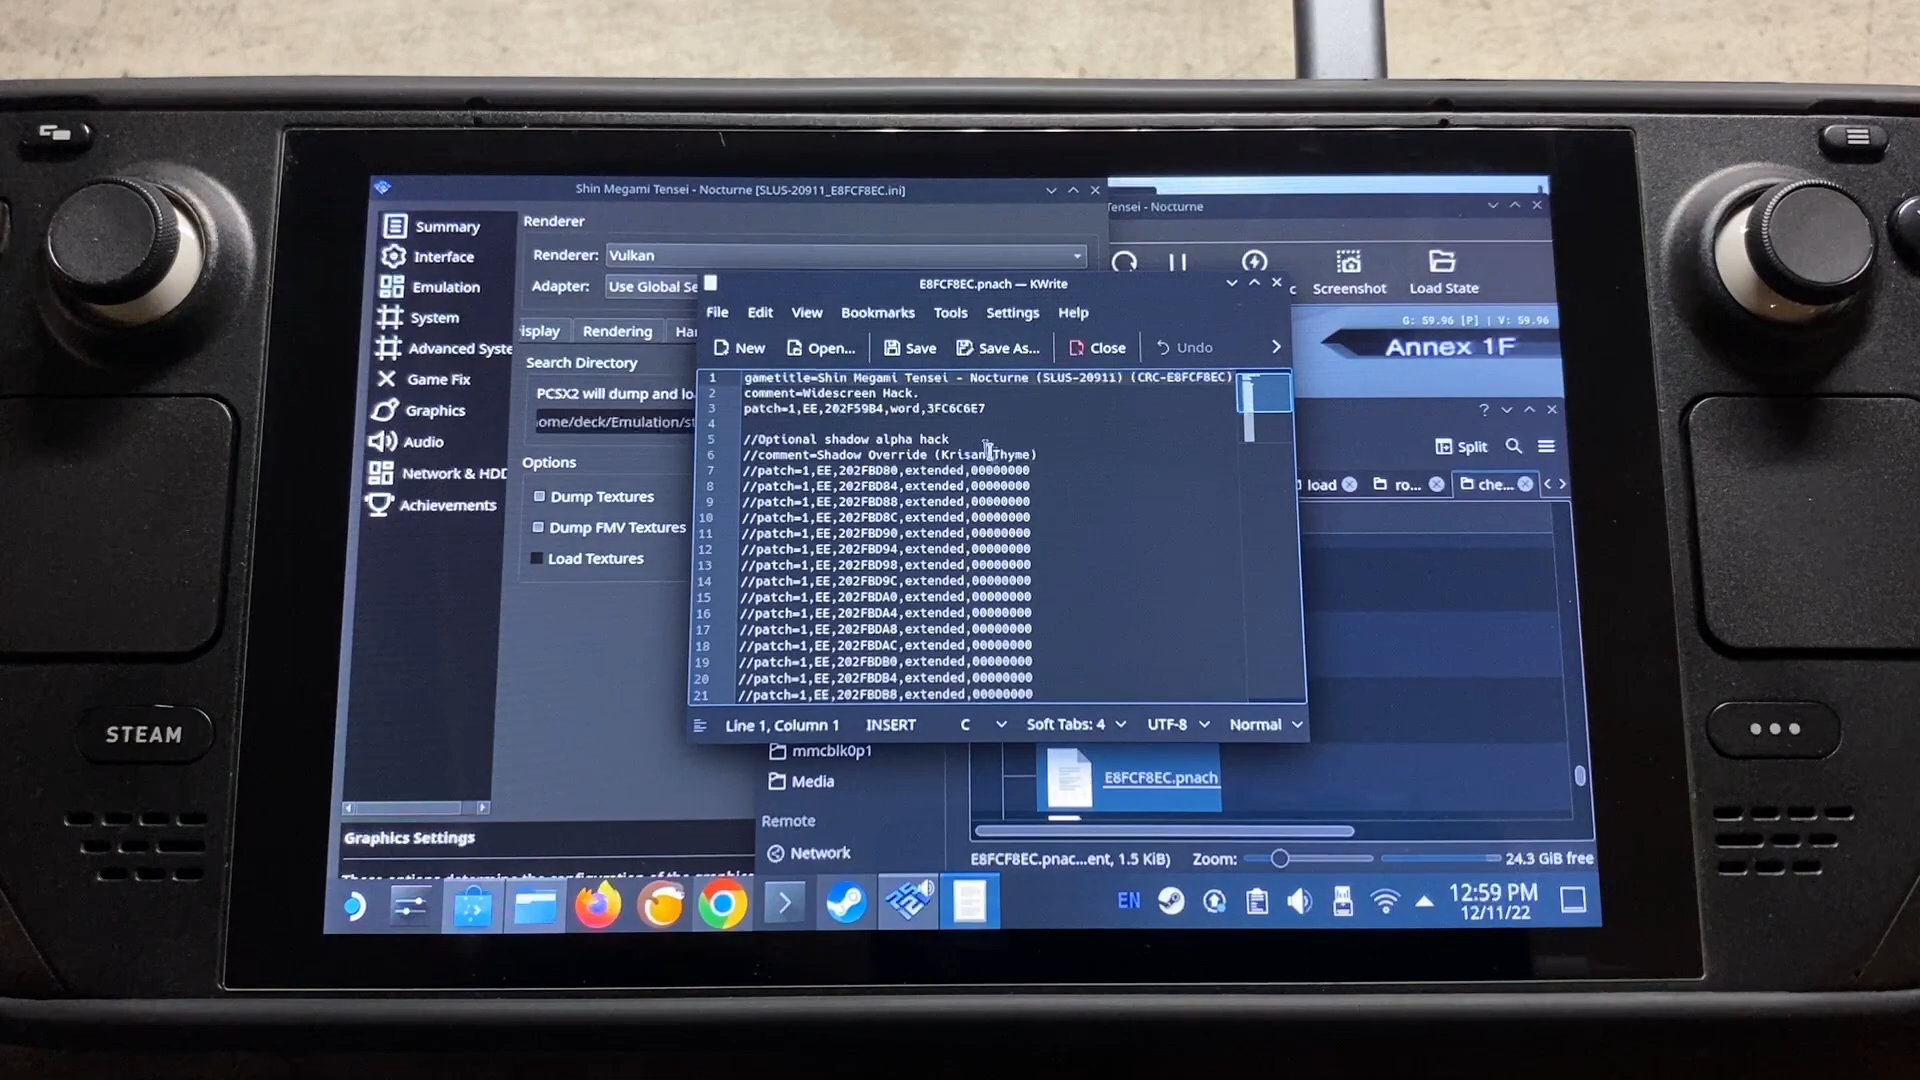 Shin Megami Tensei - Nocturne [SLUS-20911_E8FCF8EC.ini]
Tensei - Nocturne
Summary
Interface
Emulation
System
Advanced Syste
Game Fix
Graphics
Audio
Network & HDD
Achievements
Renderer
Renderer: Vulkan
Adapter: Use Global Se
isplay Rendering Har
Search Directory
PCSX2 will dump and lo
ome/deck/Emulation/st
Options
Dump Textures
Dump FMV Textures
Load Textures
Graphics Settings
Screenshot
Load State
G: 59.96 [P] | V: 59.96
Annex 1F
E8FCF8EC.pnach — KWrite
File Edit View Bookmarks Tools Settings Help
New Open... Save Save As... Close Undo
1 gametitle=Shin Megami Tensei - Nocturne (SLUS-20911) (CRC-E8FCF8EC)
2 comment=Widescreen Hack.
3 patch=1,EE,202F59B4,word,3FC6C6E7
4
5 //Optional shadow alpha hack
6 //comment=Shadow Override (Krisan Thyme)
7 //patch=1,EE,202FBD80,extended,00000000
8 //patch=1,EE,202FBD84,extended,00000000
9 //patch=1,EE,202FBD88,extended,00000000
10 //patch=1,EE,202FBD8C,extended,00000000
11 //patch=1,EE,202FBD90,extended,00000000
12 //patch=1,EE,202FBD94,extended,00000000
13 //patch=1,EE,202FBD98,extended,00000000
14 //patch=1,EE,202FBD9C,extended,00000000
15 //patch=1,EE,202FBDA0,extended,00000000
16 //patch=1,EE,202FBDA4,extended,00000000
17 //patch=1,EE,202FBDA8,extended,00000000
18 //patch=1,EE,202FBDAC,extended,00000000
19 //patch=1,EE,202FBDB0,extended,00000000
20 //patch=1,EE,202FBDB4,extended,00000000
21 //patch=1,EE,202FBDB8,extended,00000000
Line 1, Column 1 INSERT C Soft Tabs: 4 UTF-8 Normal
Split
load ro... che...
mmcblk0p1
Media
Remote
Network
E8FCF8EC.pnach
E8FCF8EC.pnac...ent, 1.5 KiB) Zoom: 24.3 GiB free
EN
12:59 PM
12/11/22
STEAM